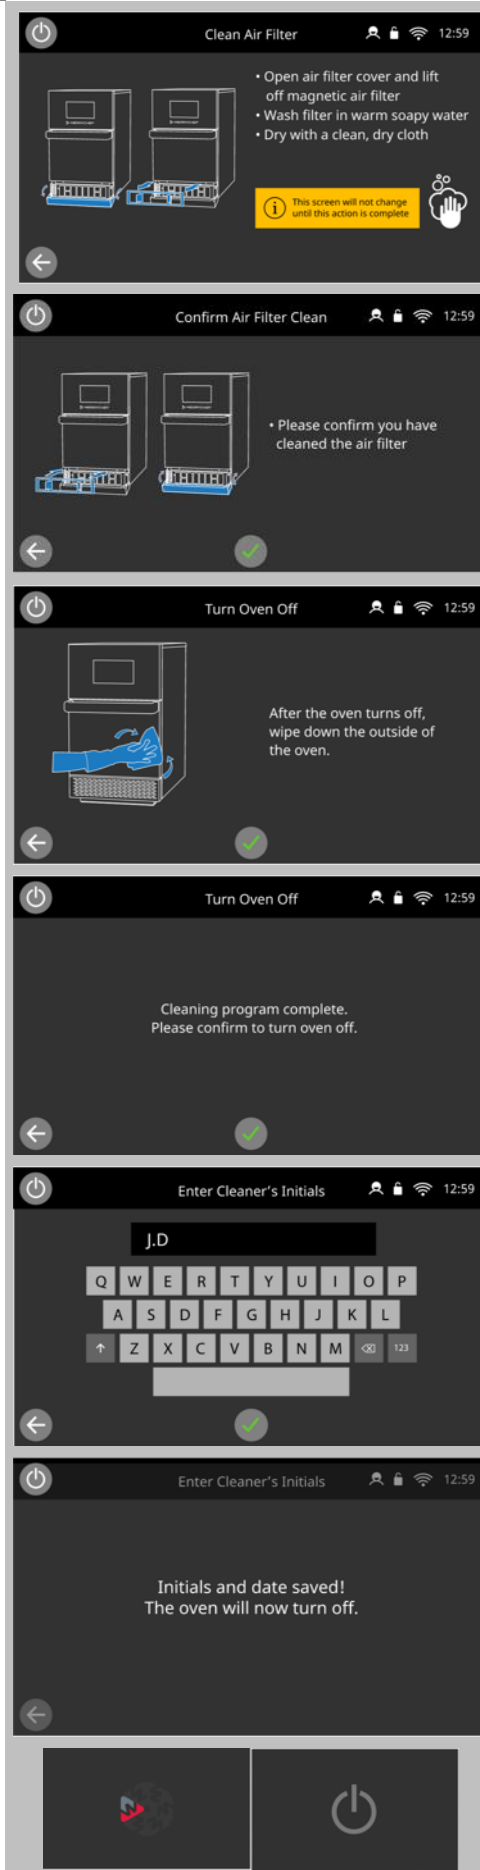 Clean Air Filter
12:59
• Open air filter cover and lift
off magnetic air filter
• Wash filter in warm soapy water
• Dry with a clean, dry cloth
This screen will not change
until this action is complete
Confirm Air Filter Clean
12:59
• Please confirm you have
cleaned the air filter
Turn Oven Off
12:59
After the oven turns off,
wipe down the outside of
the oven.
Turn Oven Off
12:59
Cleaning program complete.
Please confirm to turn oven off.
Enter Cleaner's Initials
12:59
J.D
Q W E R T Y U I O P
A S D F G H J K L
Z X C V B N M 123
Enter Cleaner's Initials
12:59
Initials and date saved!
The oven will now turn off.